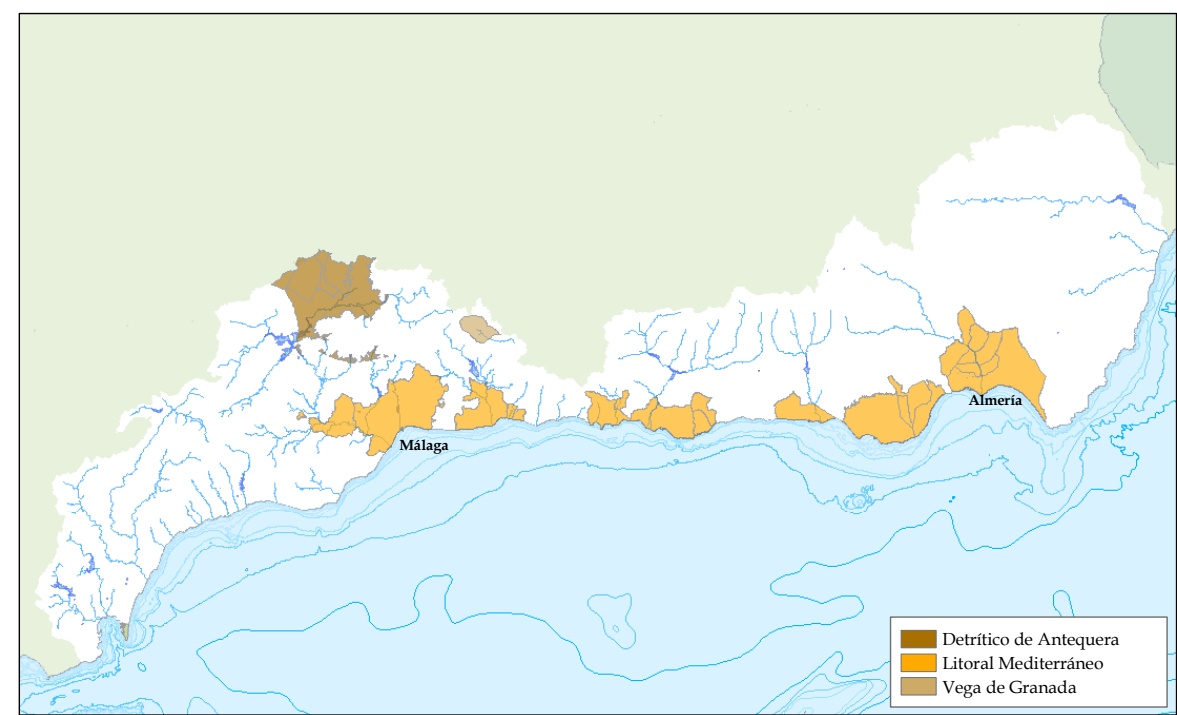 Málaga
Almería
Detrítico de Antequera
Litoral Mediterráneo
Vega de Granada